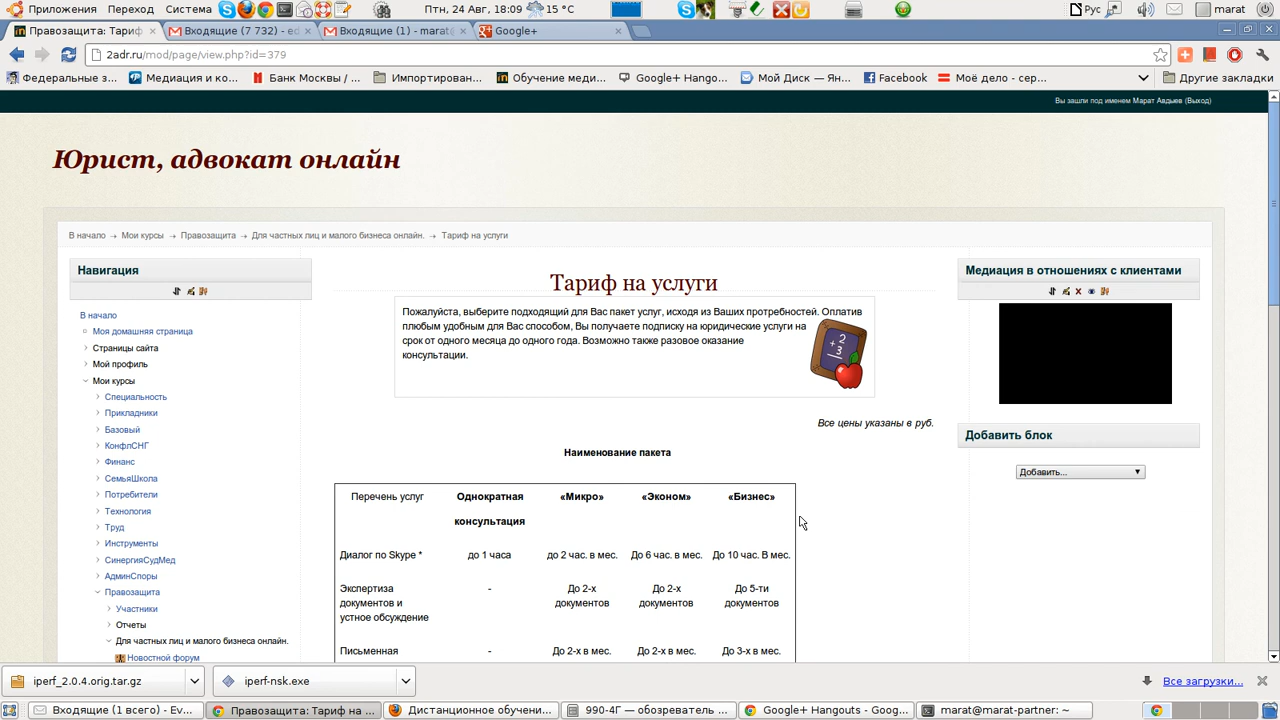 Приложения Переход Система Птн, 24 Авг, 18:09 15 °C Рус marat
Правозащита: Тариф Входящие (7 732) - ed Входящие (1) - marat@ Google+
2adr.ru/mod/page/view.php?id=379
Федеральные з... Медиация и ко... Банк Москвы / ... Импортирован... Обучение меди... Google+ Hango... Мой Диск — Ян... Facebook Моё дело - сер... Другие закладки
Вы зашли под именем Марат Авдыев (Выход)
Юрист, адвокат онлайн
В начало → Мои курсы → Правозащита → Для частных лиц и малого бизнеса онлайн. → Тариф на услуги
Навигация
В начало
Моя домашняя страница
Страницы сайта
Мой профиль
Мои курсы
Специальность
Прикладники
Базовый
КонфлСНГ
Финанс
СемьяШкола
Потребители
Технология
Труд
Инструменты
СинергияСудМед
АдминСпоры
Правозащита
Участники
Отчеты
Для частных лиц и малого бизнеса онлайн.
Новостной форум
Тариф на услуги
Пожалуйста, выберите подходящий для Вас пакет услуг, исходя из Ваших протребностей. Оплатив
плюбым удобным для Вас способом, Вы получаете подписку на юридические услуги на
срок от одного месяца до одного года. Возможно также разовое оказание
консультации.
Все цены указаны в руб.
Наименование пакета
Перечень услуг Однократная «Микро» «Эконом» «Бизнес»
консультация
Диалог по Skype * до 1 часа до 2 час. в мес. До 6 час. в мес. До 10 час. В мес.
Экспертиза - До 2-х До 2-х До 5-ти
документов и документов документов документов
устное обсуждение
Письменная - До 2-х в мес. До 2-х в мес. До 3-х в мес.
Медиация в отношениях с клиентами
Добавить блок
Добавить...
iperf_2.0.4.orig.tar.gz iperf-nsk.exe Все загрузки...
Входящие (1 всего) — Ev... Правозащита: Тариф на ... Дистанционное обучени... 990-4Г — обозреватель ... Google+ Hangouts - Goog... marat@marat-partner: ~